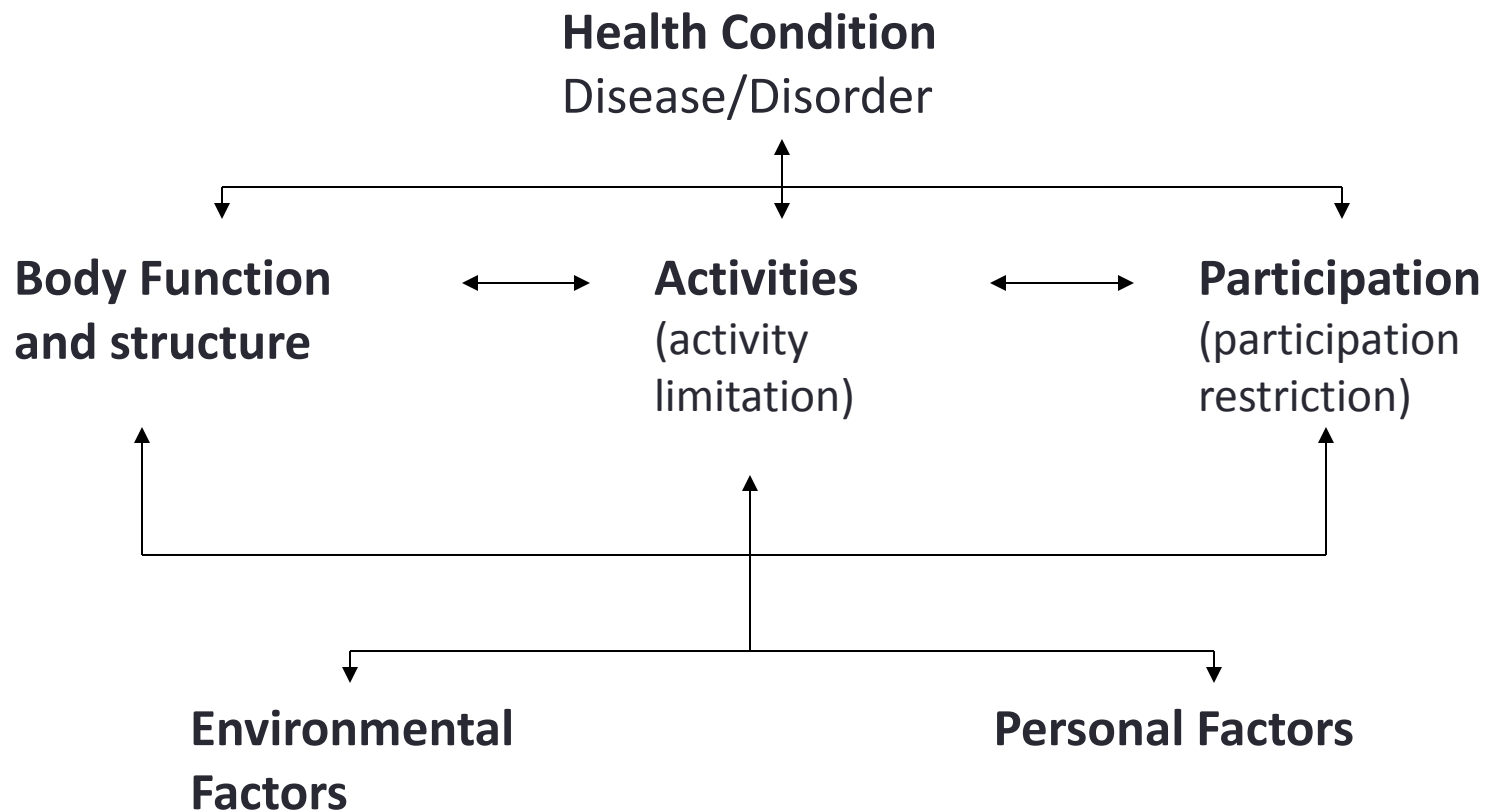 Health Condition
Disease/Disorder
Body Function
and structure
Activities
(activity
limitation)
Participation
(participation
restriction)
Environmental
Factors
Personal Factors